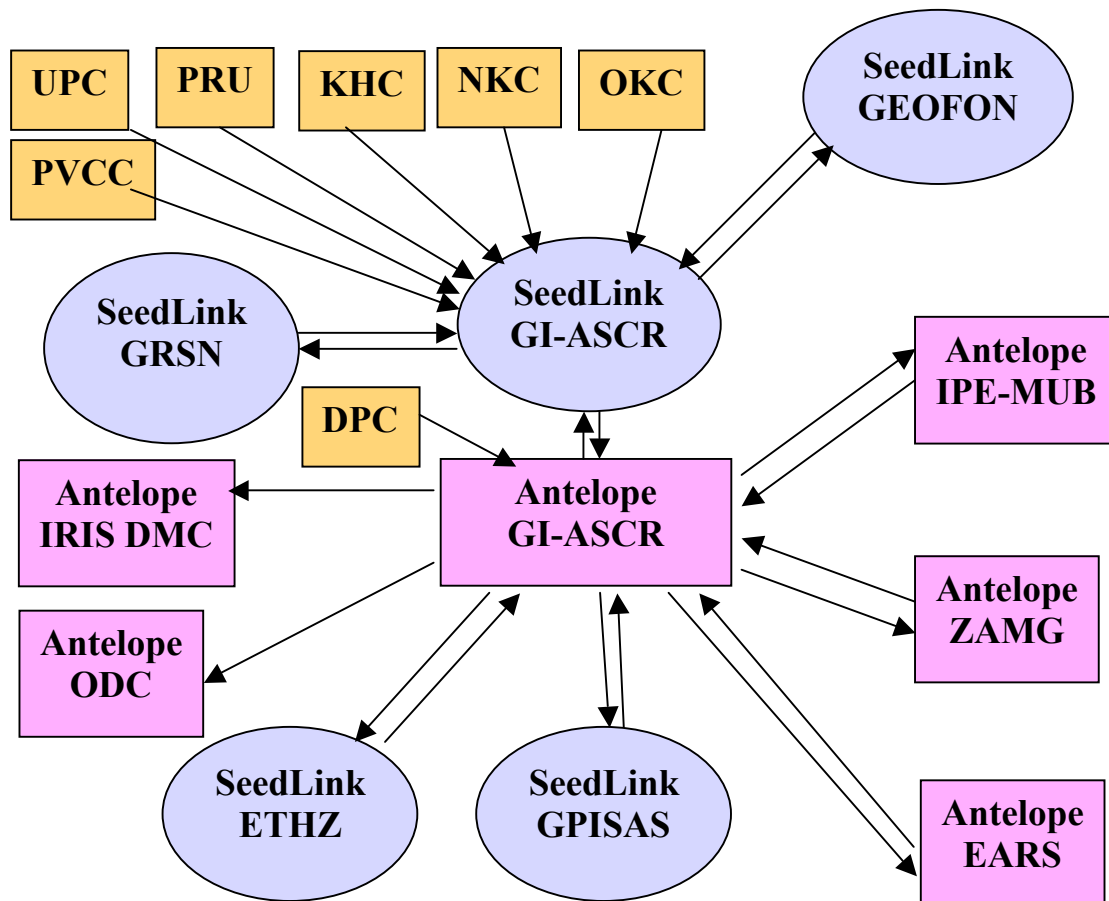 UPC
PRU
KHC
NKC
OKC
SeedLink
GEOFON
PVCC
SeedLink
GI-ASCR
SeedLink
GRSN
Antelope
IPE-MUB
DPC
Antelope
IRIS DMC
Antelope
GI-ASCR
Antelope
ZAMG
Antelope
ODC
SeedLink
ETHZ
SeedLink
GPISAS
Antelope
EARS